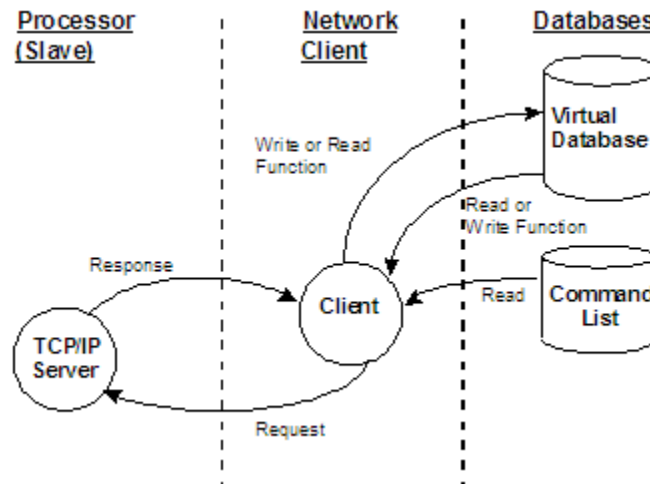 Processor
(Slave)
Network
Client
Databases
Virtual
Database
Write or Read
Function
Read or
Write Function
Response
Client
Read
Command
List
TCP/IP
Server
Request